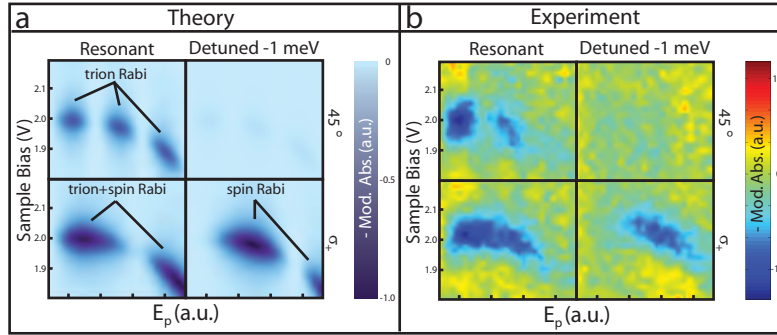 a
Theory
Resonant
Detuned -1 meV
trion Rabi
2.1
2.0
1.9
Sample Bias (V)
45°
trion+spin Rabi
spin Rabi
2.1
2.0
1.9
Sample Bias (V)
σ+
E_p (a.u.)
0
-0.5
-1.0
- Mod. Abs. (a.u.)
b
Experiment
Resonant
Detuned -1 meV
2.1
2.0
1.9
Sample Bias (V)
45°
2.1
2.0
1.9
σ+
E_p (a.u.)
- Mod. Abs. (a.u.)